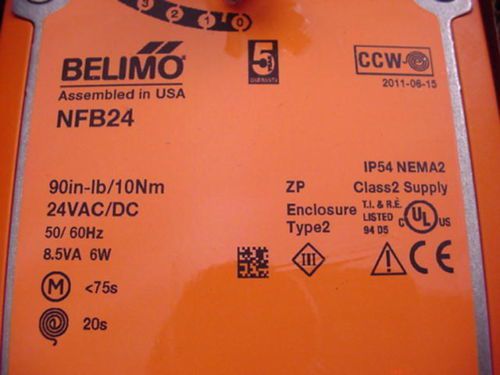 3 2 1 0
BELIMO
5
CCW
2011-06-15
Assembled in USA
NFB24
90in-lb/10Nm
24VAC/DC
50/ 60Hz
8.5VA 6W
M <75s
20s
ZP
Enclosure
Type2
IP54 NEMA2
Class2 Supply
T.I. & R.E.
LISTED
94 D5
C UL US
III
CE